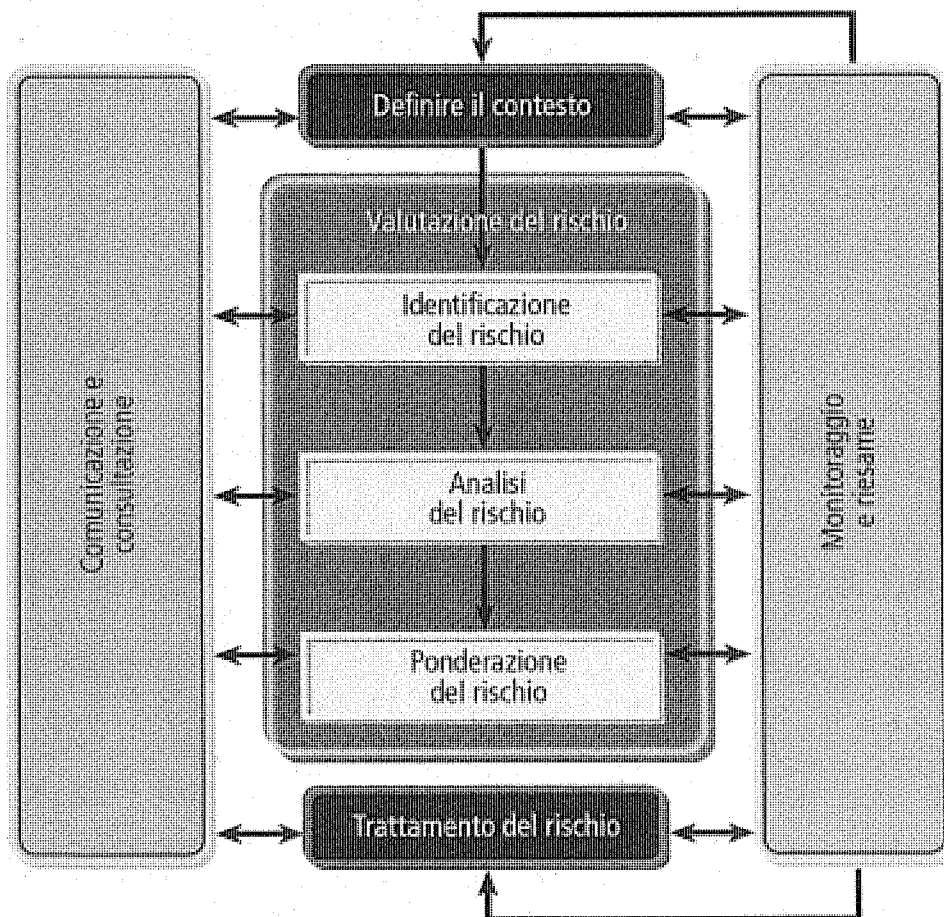 Definire il contesto
Valutazione del rischio
Identificazione
del rischio
Comunicazione e
consultazione
Analisi
del rischio
Monitoraggio
e riesame
Ponderazione
del rischio
Trattamento del rischio